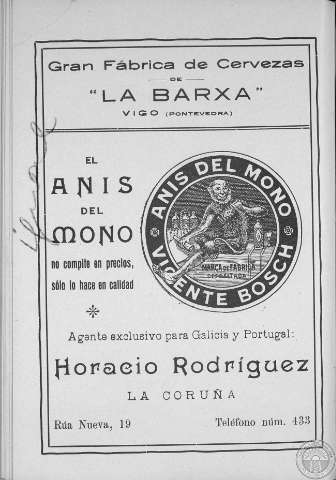 Gran Fábrica de Cervezas
DE
"LA BARXA"
VIGO (PONTEVEDRA)
EL
ANIS
DEL
MONO
no compite en precios,
sólo lo hace en calidad
ANIS DEL MONO
MARCA DE FÁBRICA
VICENTE BOSCH
Agente exclusivo para Galicia y Portugal:
Horacio Rodríguez
LA CORUÑA
Rúa Nueva, 19 Teléfono núm. 433